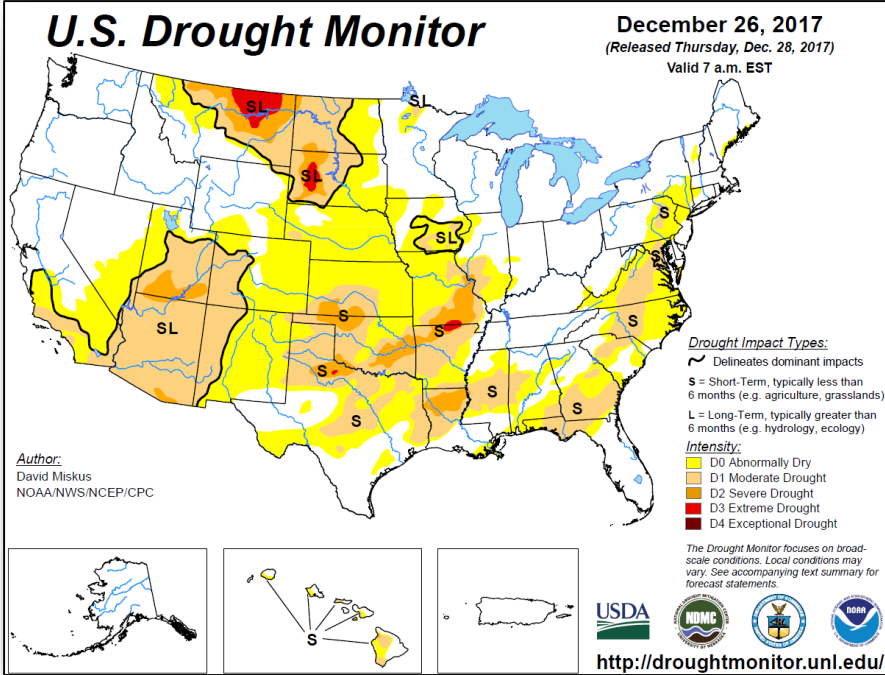 U.S. Drought Monitor
December 26, 2017
(Released Thursday, Dec. 28, 2017)
Valid 7 a.m. EST
SL
SL
SL
SL
S
SL
S
S
S
S
S
S
S
S
S
Drought Impact Types:
Delineates dominant impacts
S = Short-Term, typically less than
6 months (e.g. agriculture, grasslands)
L = Long-Term, typically greater than
6 months (e.g. hydrology, ecology)
Intensity:
D0 Abnormally Dry
D1 Moderate Drought
D2 Severe Drought
D3 Extreme Drought
D4 Exceptional Drought
Author:
David Miskus
NOAA/NWS/NCEP/CPC
The Drought Monitor focuses on broad-
scale conditions. Local conditions may
vary. See accompanying text summary for
forecast statements.
S
USDA
NDMC
NOAA
http://droughtmonitor.unl.edu/